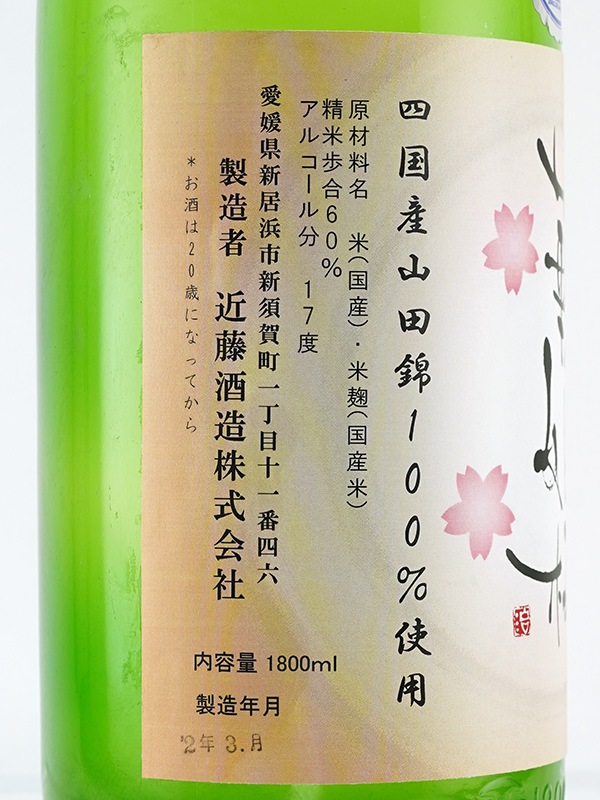 四国産山田錦100%使用
原材料名 米(国産)・米麹(国産米)
精米歩合60%
アルコール分 17度
愛媛県新居浜市新須賀町一丁目十一番四六
製造者 近藤酒造株式会社
*お酒は20歳になってから
内容量 1800ml
製造年月
'2年 3.月